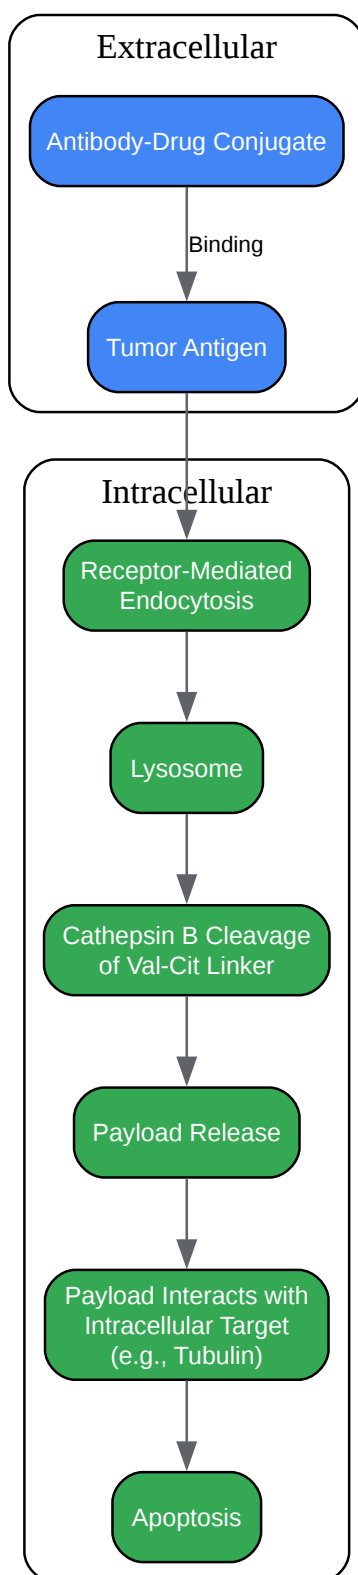 Extracellular
Antibody-Drug Conjugate
Binding
Tumor Antigen
Intracellular
Receptor-Mediated
Endocytosis
Lysosome
Cathepsin B Cleavage
of Val-Cit Linker
Payload Release
Payload Interacts with
Intracellular Target
(e.g., Tubulin)
Apoptosis